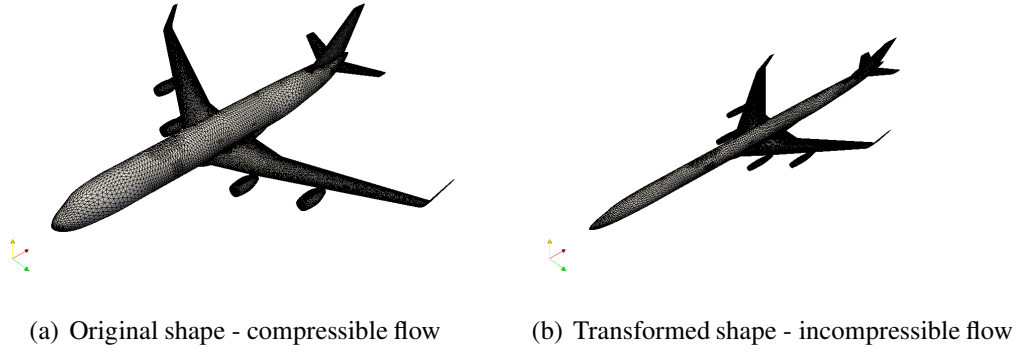 (a) Original shape - compressible flow
(b) Transformed shape - incompressible flow